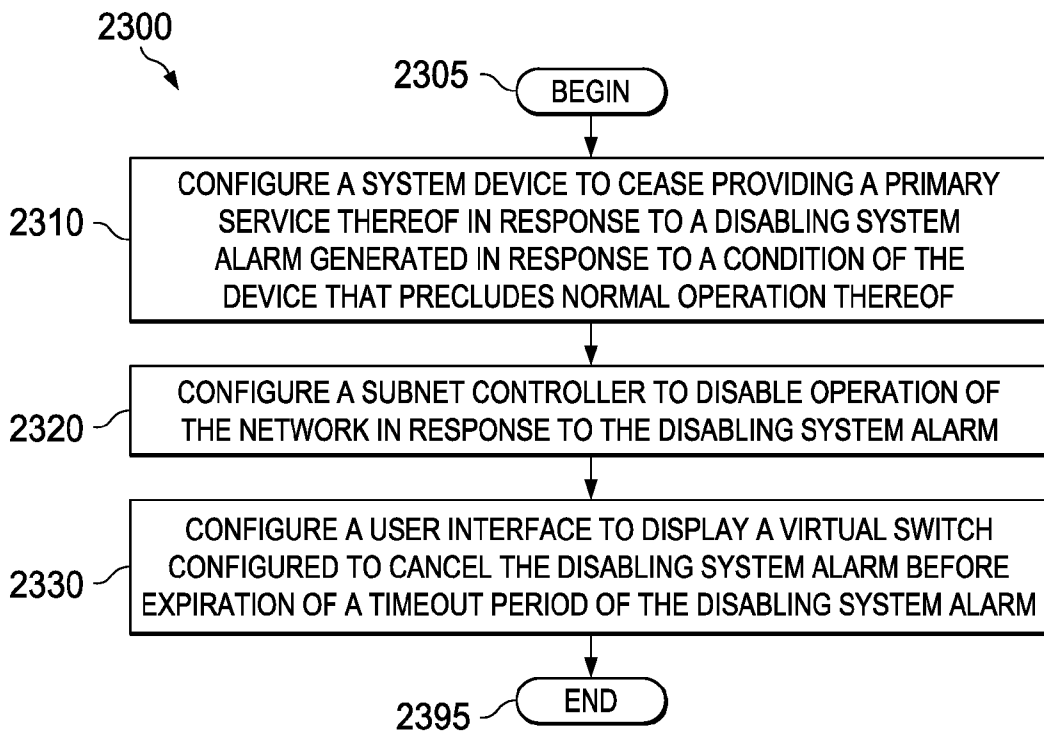 2300
2305
BEGIN
2310
CONFIGURE A SYSTEM DEVICE TO CEASE PROVIDING A PRIMARY
SERVICE THEREOF IN RESPONSE TO A DISABLING SYSTEM
ALARM GENERATED IN RESPONSE TO A CONDITION OF THE
DEVICE THAT PRECLUDES NORMAL OPERATION THEREOF
2320
CONFIGURE A SUBNET CONTROLLER TO DISABLE OPERATION OF
THE NETWORK IN RESPONSE TO THE DISABLING SYSTEM ALARM
2330
CONFIGURE A USER INTERFACE TO DISPLAY A VIRTUAL SWITCH
CONFIGURED TO CANCEL THE DISABLING SYSTEM ALARM BEFORE
EXPIRATION OF A TIMEOUT PERIOD OF THE DISABLING SYSTEM ALARM
END
2395